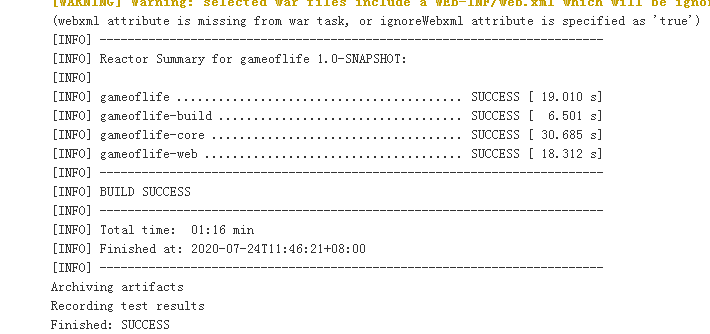 [WARNING] Warning: selected war files include a WEB-INF/web.xml which will be ignor
(webxml attribute is missing from war task, or ignoreWebxml attribute is specified as 'true')
[INFO] ------------------------------------------------------------------------
[INFO] Reactor Summary for gameoflife 1.0-SNAPSHOT:
[INFO]
[INFO] gameoflife ......................................... SUCCESS [ 19.010 s]
[INFO] gameoflife-build ................................... SUCCESS [  6.501 s]
[INFO] gameoflife-core .................................... SUCCESS [ 30.685 s]
[INFO] gameoflife-web ..................................... SUCCESS [ 18.312 s]
[INFO] ------------------------------------------------------------------------
[INFO] BUILD SUCCESS
[INFO] ------------------------------------------------------------------------
[INFO] Total time:  01:16 min
[INFO] Finished at: 2020-07-24T11:46:21+08:00
[INFO] ------------------------------------------------------------------------
Archiving artifacts
Recording test results
Finished: SUCCESS